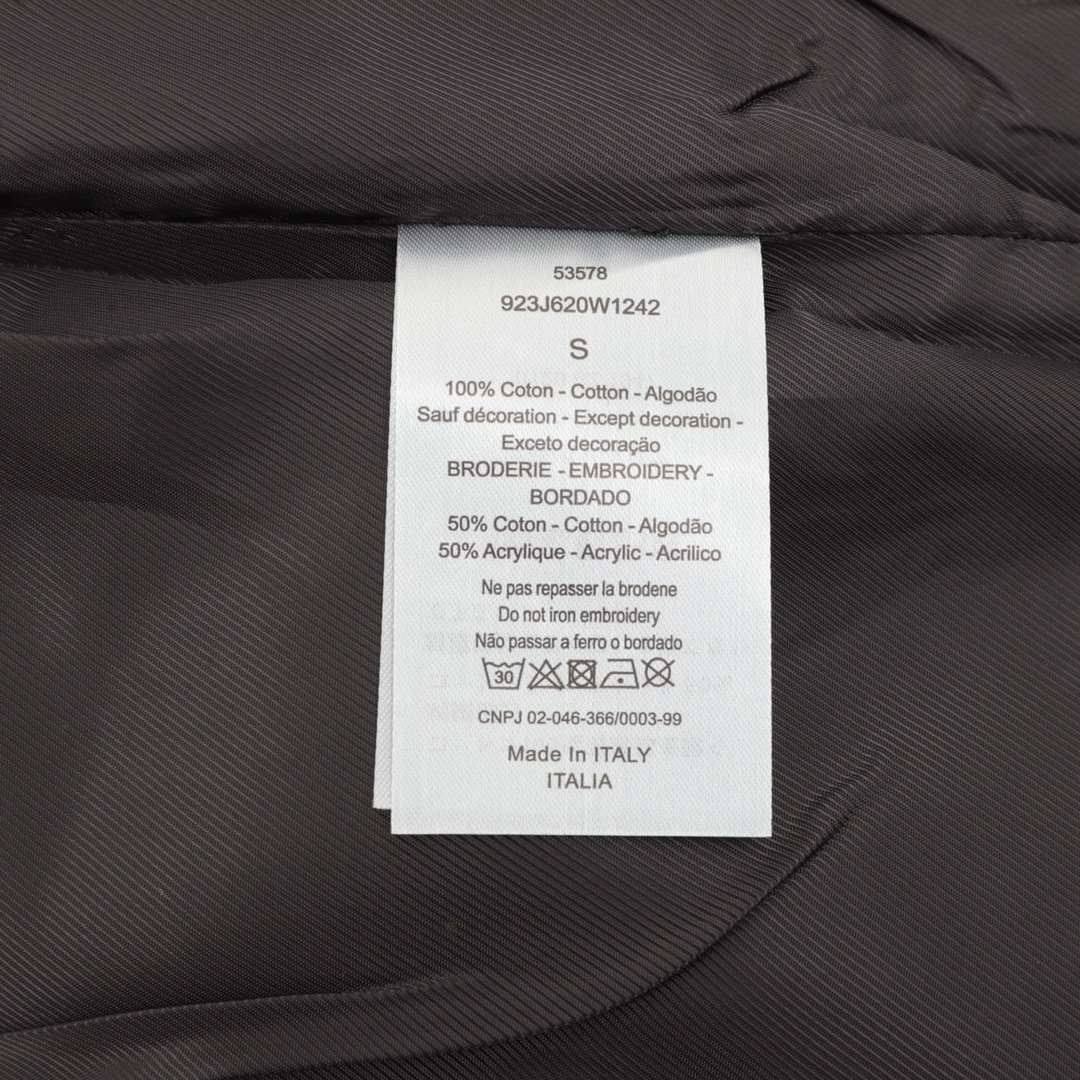 53578
923J620W1242
S
100% Coton - Cotton - Algodão
Sauf décoration - Except decoration -
Exceto decoração
BRODERIE - EMBROIDERY -
BORDADO
50% Coton - Cotton - Algodão
50% Acrylique - Acrylic - Acrilico
Ne pas repasser la brodene
Do not iron embroidery
Não passar a ferro o bordado
30
CNPJ 02-046-366/0003-99
Made In ITALY
ITALIA